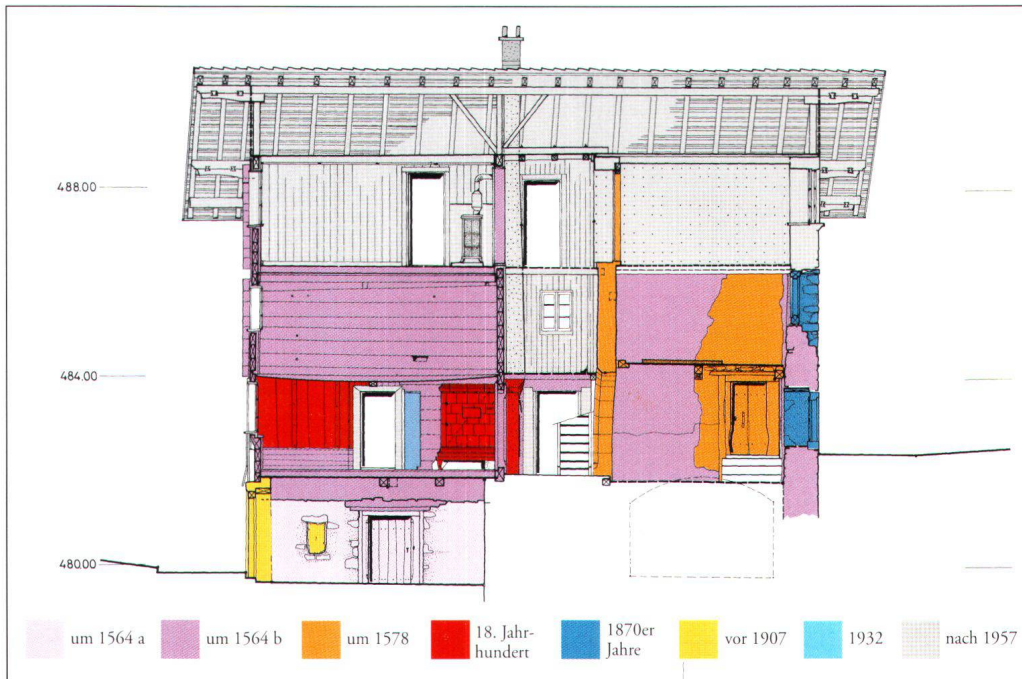 488.00
484.00
480.00
um 1564 a
um 1564 b
um 1578
18. Jahr-
hundert
1870er
Jahre
vor 1907
1932
nach 1957